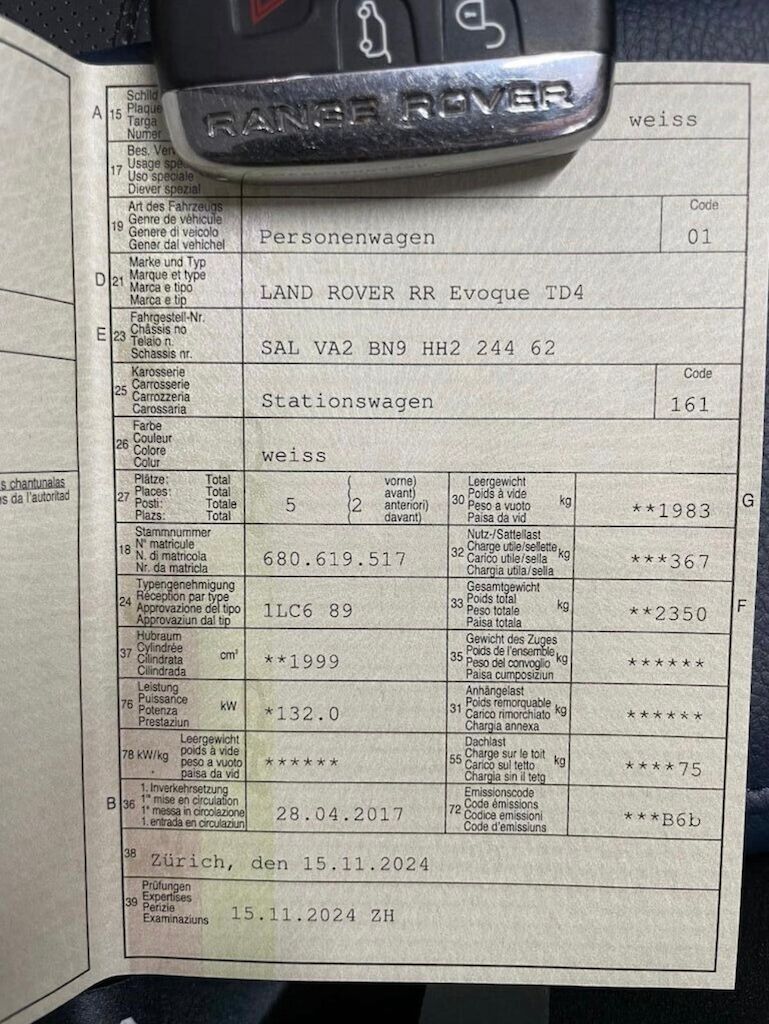 RANGE ROVER
A 15 Schild
Plaque
Targa
Numer
weiss
17 Bes.
Usage
Uso speciale
Diever spezial
19 Art des Fahrzeugs
Genre de véhicule
Genere di veicolo
Gener dal vehichel
Personenwagen
Code
01
D 21 Marke und Typ
Marque et type
Marca e tipo
Marca e tip
LAND ROVER RR Evoque TD4
E 23 Fahrgestell-Nr.
Châssis no
Telaio n.
Schassis nr.
SAL VA2 BN9 HH2 244 62
25 Karosserie
Carrosserie
Carrozzeria
Carossaria
Stationswagen
Code
161
26 Farbe
Couleur
Colore
Colur
weiss
s chantunalas
s da l'autoritad
27 Plätze: Total
Places: Total
Posti: Totale
Plazs: Total
5
( vorne)
( avant)
(2 anteriori)
( davant)
30 Leergewicht
Poids à vide
Peso a vuoto
Paisa da vid
kg
**1983
G
18 Stammnummer
N° matricule
N. di matricola
Nr. da matricla
680.619.517
32 Nutz-/Sattellast
Charge utile/sellette
Carico utile/sella
Chargia utila/sella
kg
***367
24 Typengenehmigung
Réception par type
Approvazione del tipo
Approvaziun dal tip
1LC6 89
33 Gesamtgewicht
Poids total
Peso totale
Paisa totala
kg
**2350
F
37 Hubraum
Cylindrée
Cilindrata
Cilindrada
cm³
**1999
35 Gewicht des Zuges
Poids de l'ensemble
Peso del convoglio
Paisa cumposiziun
kg
******
76 Leistung
Puissance
Potenza
Prestaziun
kW
*132.0
31 Anhängelast
Poids remorquable
Carico rimorchiato
Chargia annexa
kg
******
78 kW/kg
Leergewicht
poids à vide
peso a vuoto
paisa da vid
******
55 Dachlast
Charge sur le toit
Carico sul tetto
Chargia sin il tetg
kg
****75
B 36 1. Inverkehrsetzung
1re mise en circulation
1a messa in circolazione
1. entrada en circulaziun
28.04.2017
72 Emissionscode
Code émissions
Codice emissioni
Code d'emissiuns
***B6b
38 Zürich, den 15.11.2024
39 Prüfungen
Expertises
Perizie
Examinaziuns
15.11.2024 ZH